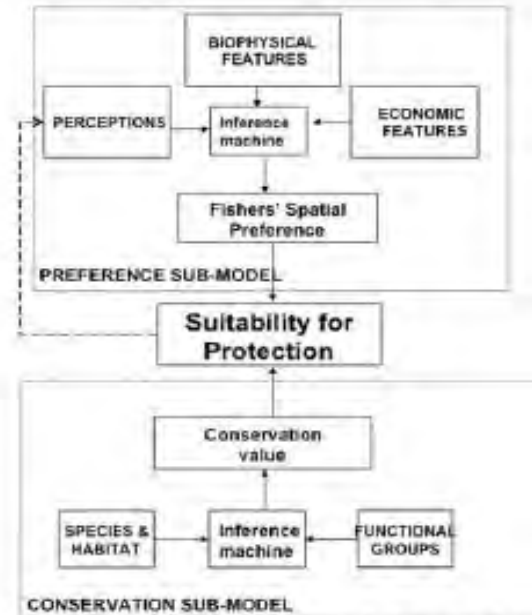 BIOPHYSICAL
FEATURES
PERCEPTIONS
Inference
machine
ECONOMIC
FEATURES
Fishers' Spatial
Preference
PREFERENCE SUB-MODEL
Suitability for
Protection
Conservation
value
SPECIES &
HABITAT
Inference
machine
FUNCTIONAL
GROUPS
CONSERVATION SUB-MODEL